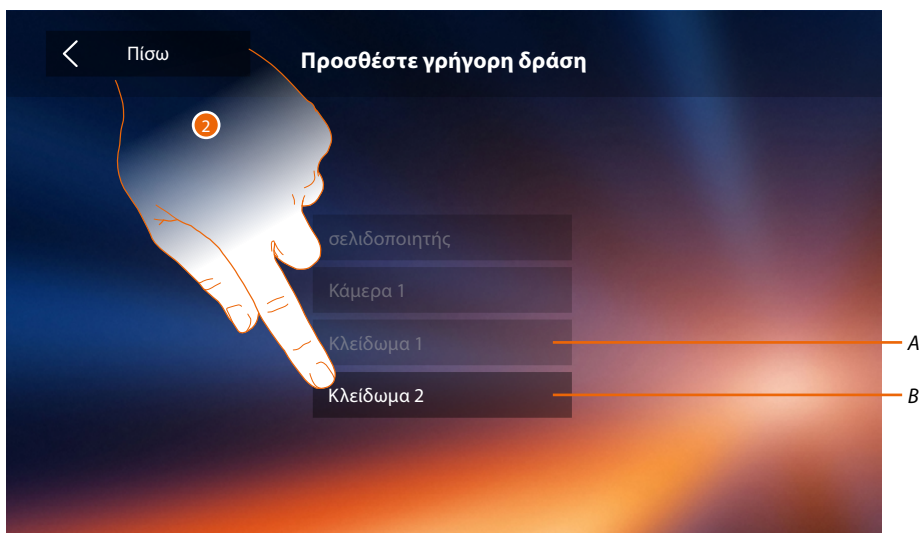 Πίσω
Προσθέστε γρήγορη δράση
2
σελιδοποιητής
Κάμερα 1
Κλείδωμα 1
A
Κλείδωμα 2
B